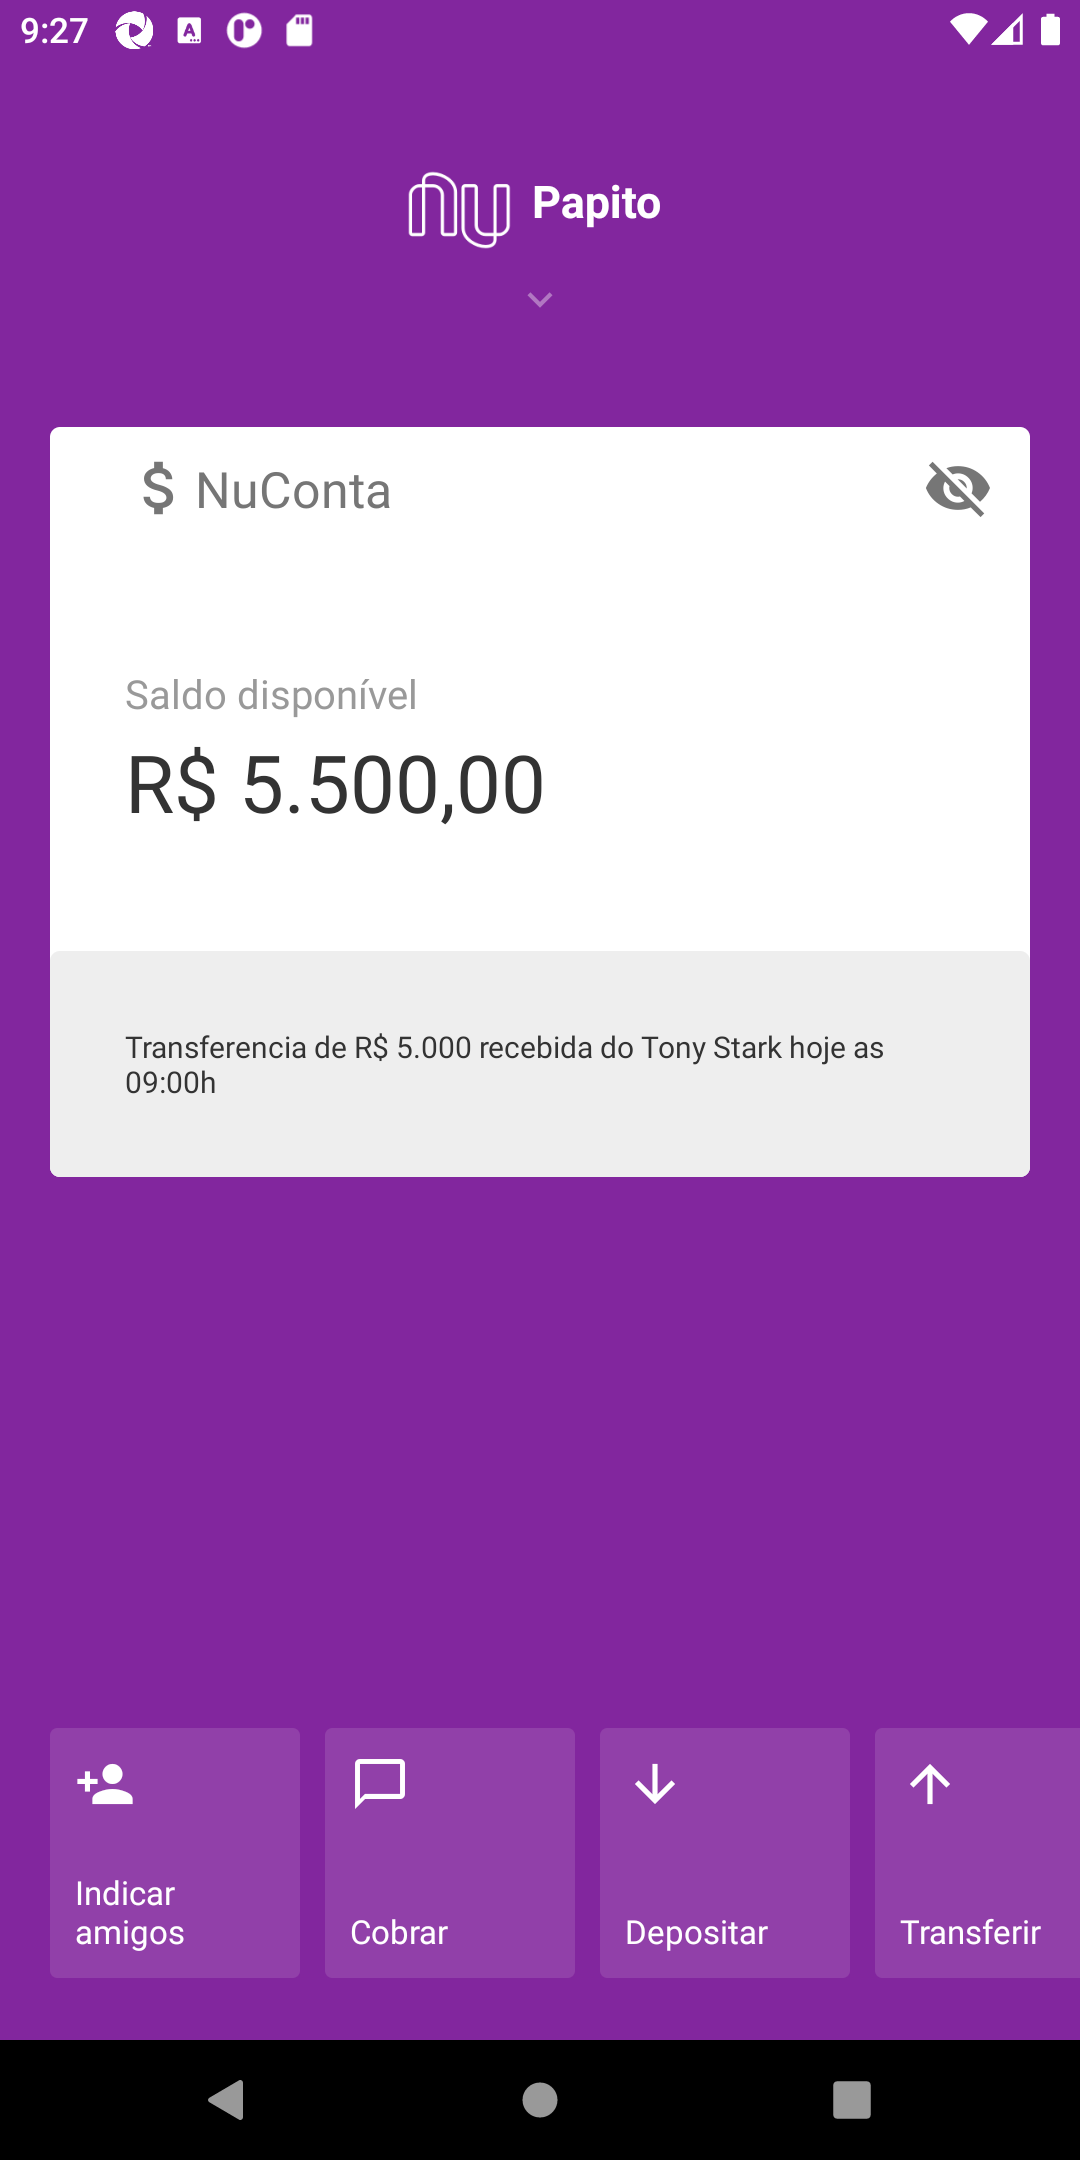 9:27
nu Papito
$ NuConta
Saldo disponível
R$ 5.500,00
Transferencia de R$ 5.000 recebida do Tony Stark hoje as
09:00h
Indicar
amigos
Cobrar
Depositar
Transferir